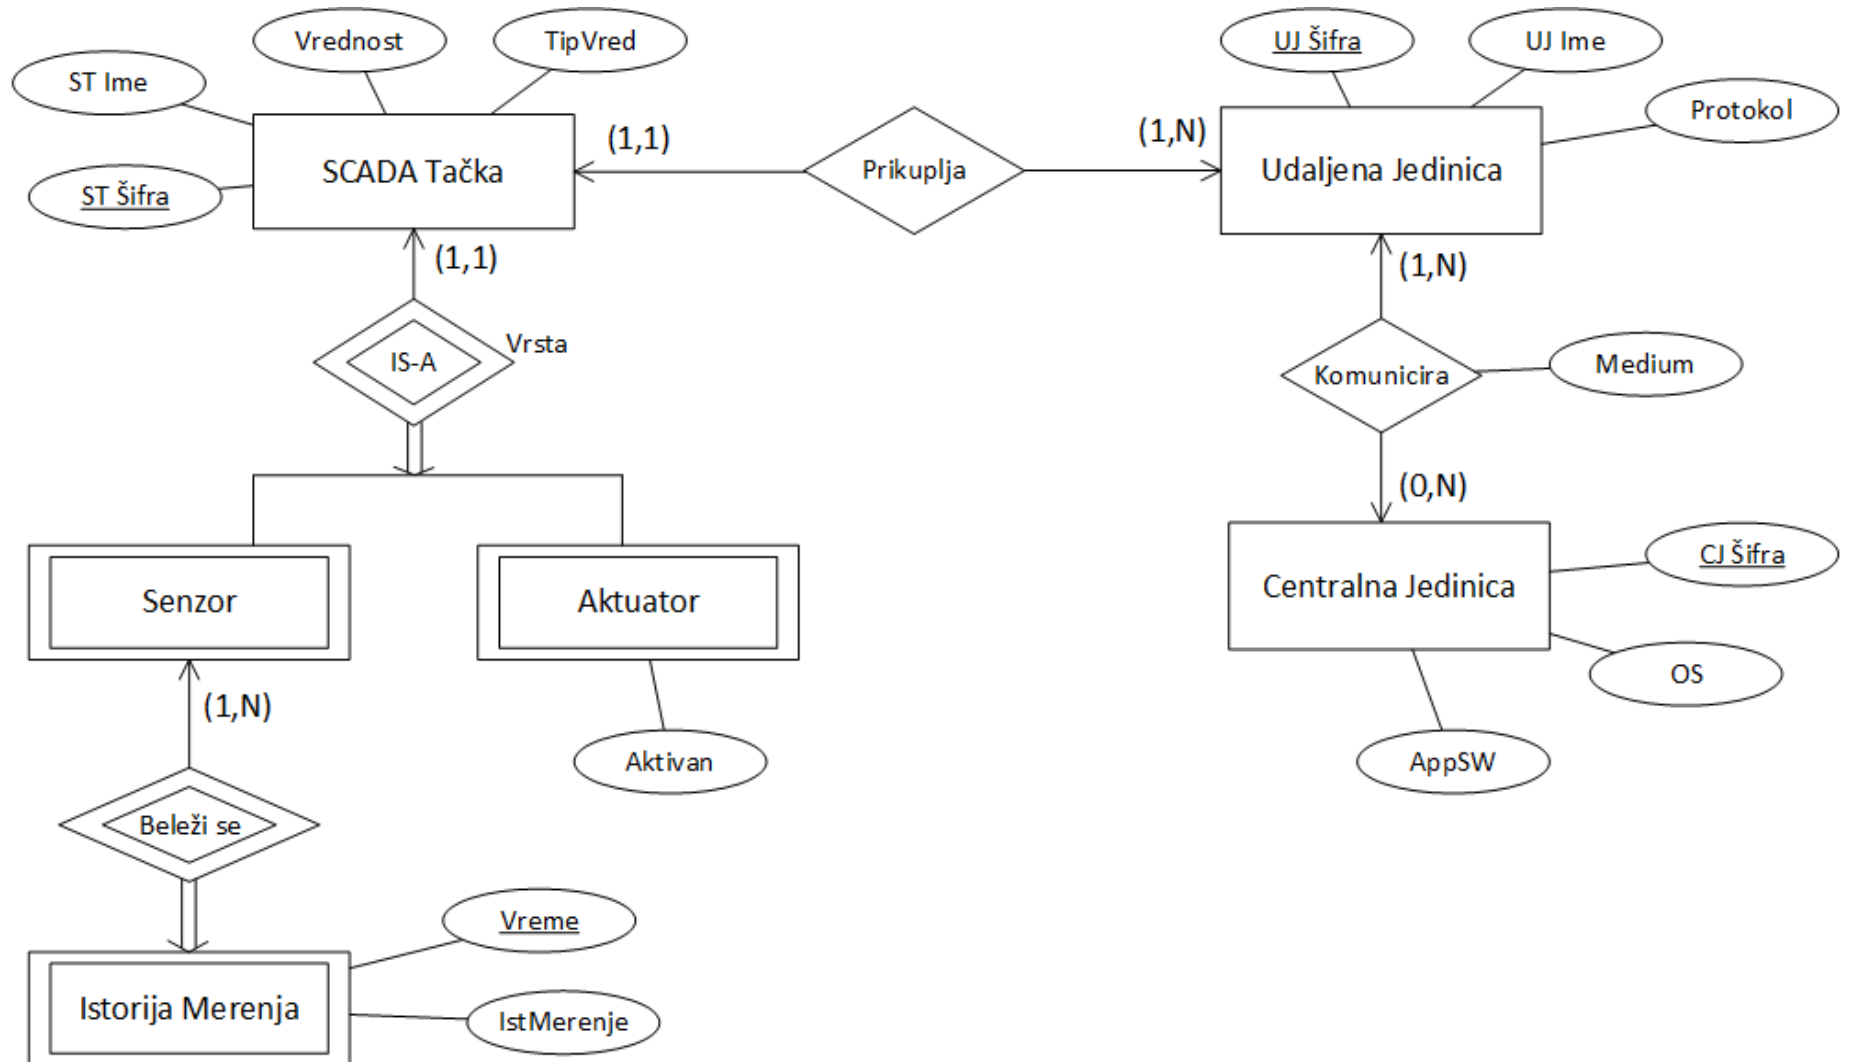 Vrednost
TipVred
UJ Šifra
UJ Ime
ST Ime
Protokol
(1,1)
(1,N)
SCADA Tačka
Prikuplja
Udaljena Jedinica
ST Šifra
(1,1)
(1,N)
Vrsta
IS-A
Komunicira
Medium
(0,N)
CJ Šifra
Senzor
Aktuator
Centralna Jedinica
OS
(1,N)
Aktivan
AppSW
Beleži se
Vreme
Istorija Merenja
IstMerenje